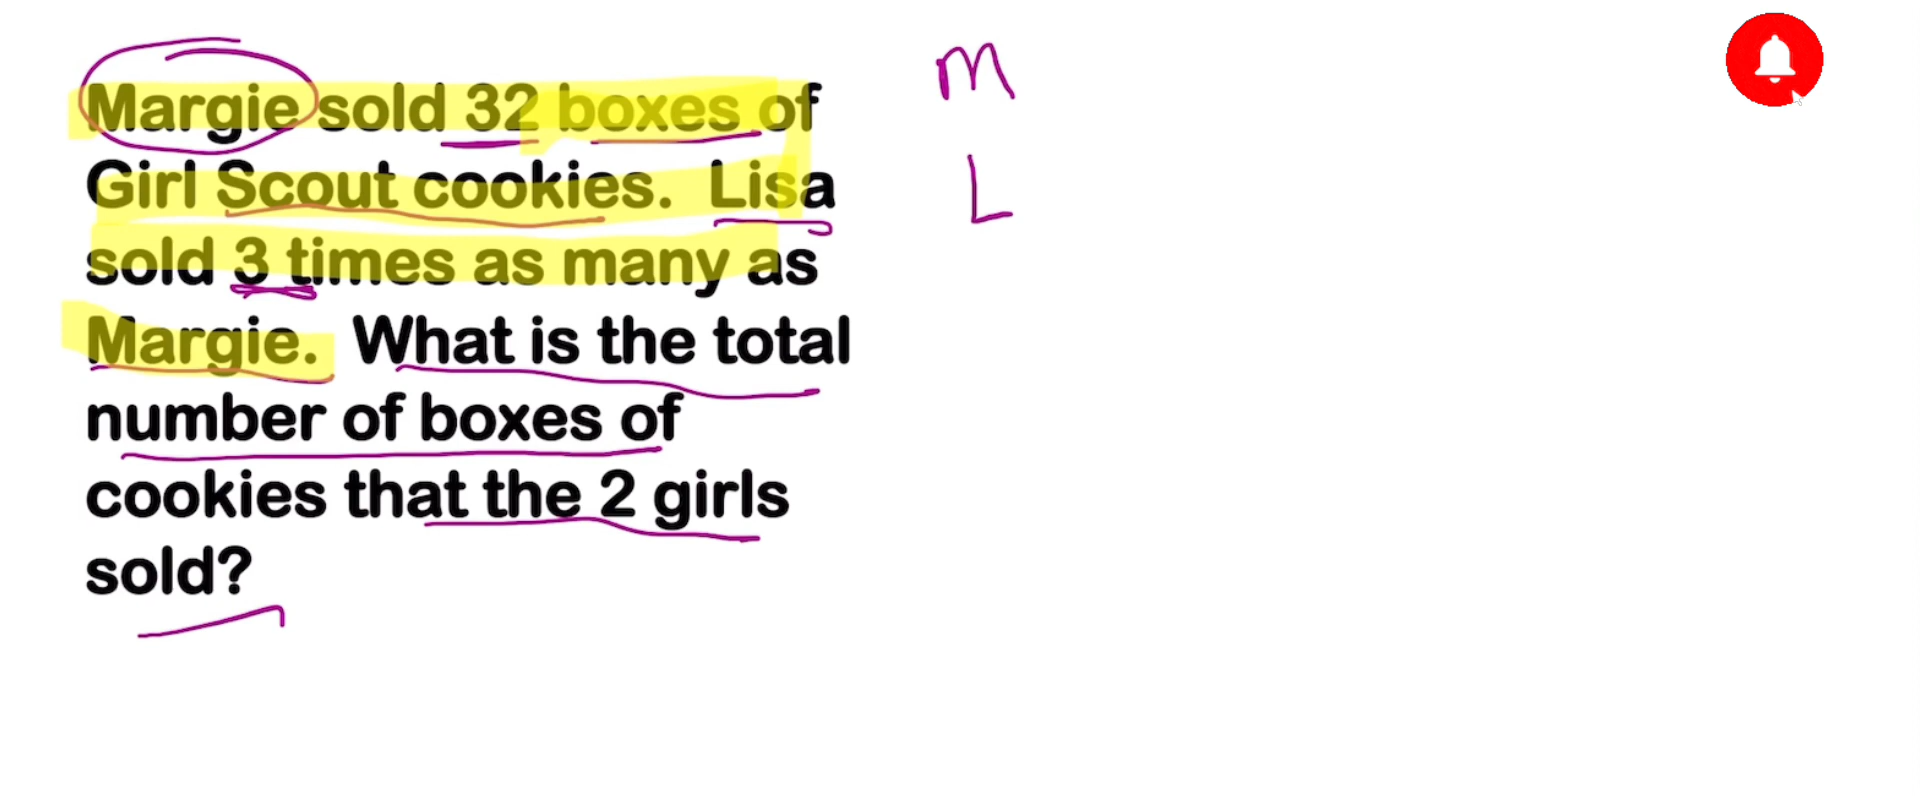 Margie sold 32 boxes of
Girl Scout cookies. Lisa
sold 3 times as many as
Margie. What is the total
number of boxes of
cookies that the 2 girls
sold?
M
L